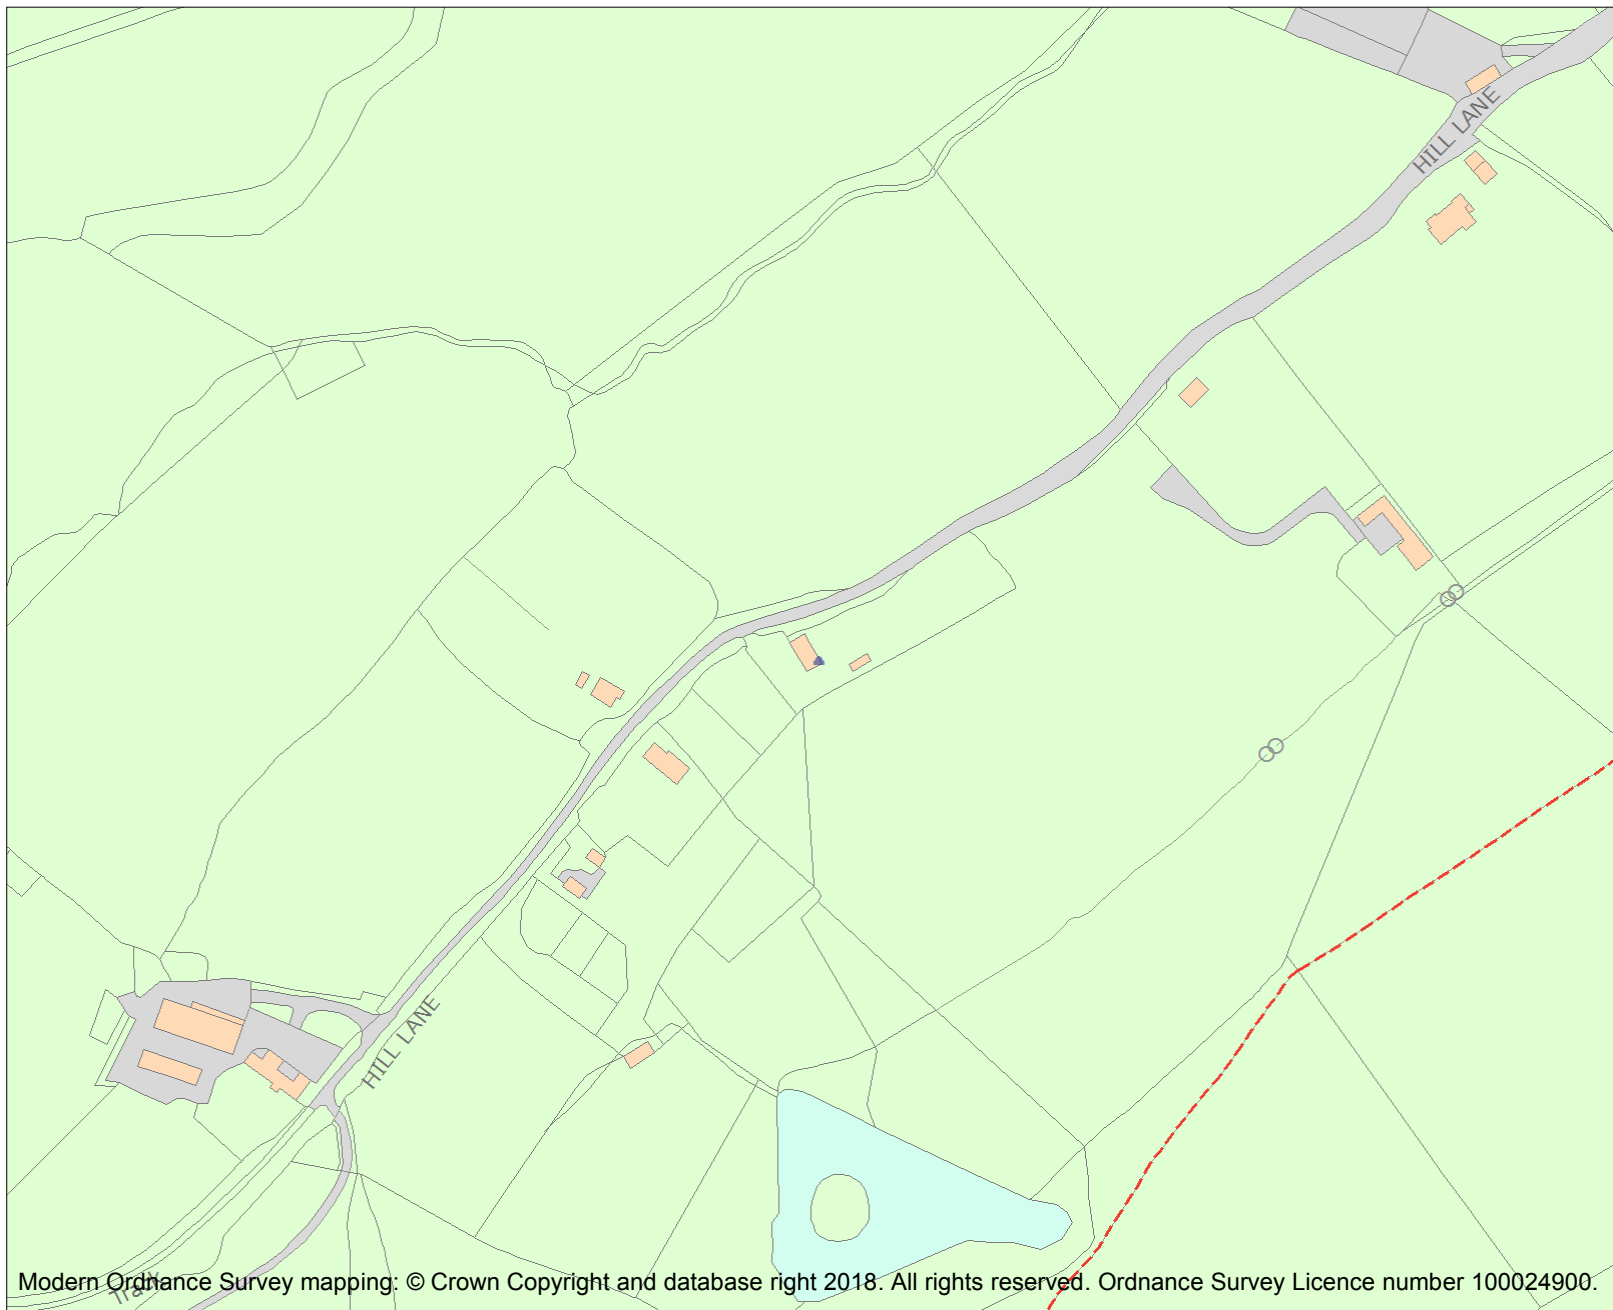 HILL LANE
HILL LANE
Track
Modern Ordnance Survey mapping: © Crown Copyright and database right 2018. All rights reserved. Ordnance Survey Licence number 100024900.